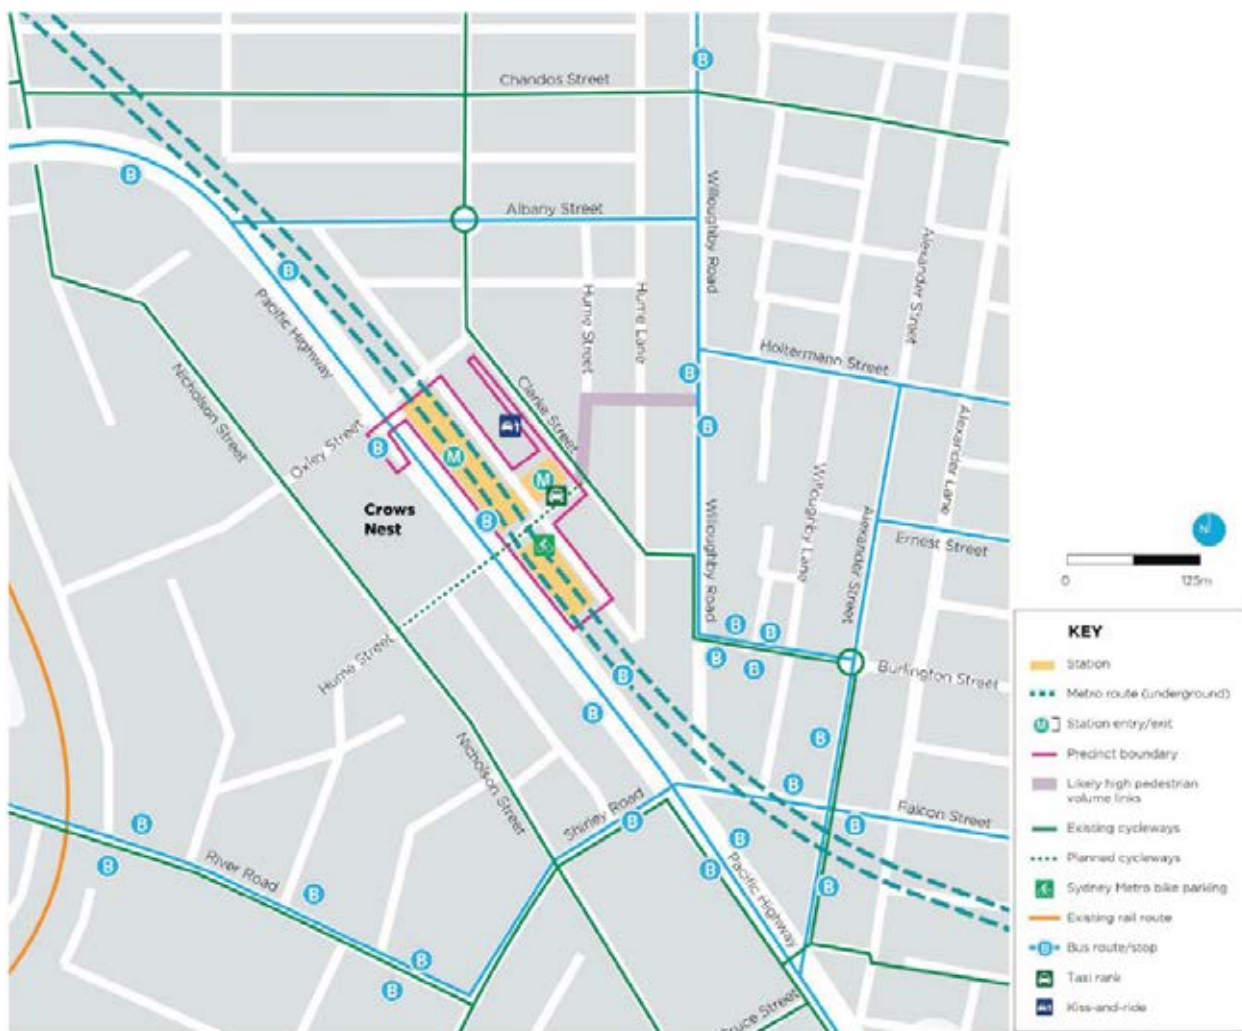 Chandos Street
B
B
Willoughby Road
Albany Street
B
Pacific Highway
Hume Street
Hume Lane
Alexander Street
Holtermann Street
B
Nicholson Street
Clarke Street
Oxley Street
B
M
B
M
Crows
Nest
B
Willoughby Road
Willoughby Lane
Alexander Street
Alexander Lane
Ernest Street
N
0
125m
Hume Street
B
B
B
B
B
B
Burlington Street
Nicholson Street
Shirley Road
B
B
B
B
Falcon Street
B
B
B
B
Pacific Highway
River Road
B
B
B
B
B
Bruce Street
KEY
Station
Metro route (underground)
M Station entry/exit
Precinct boundary
Likely high pedestrian
volume links
Existing cycleways
Planned cycleways
Sydney Metro bike parking
Existing rail route
B Bus route/stop
Taxi rank
Kiss-and-ride